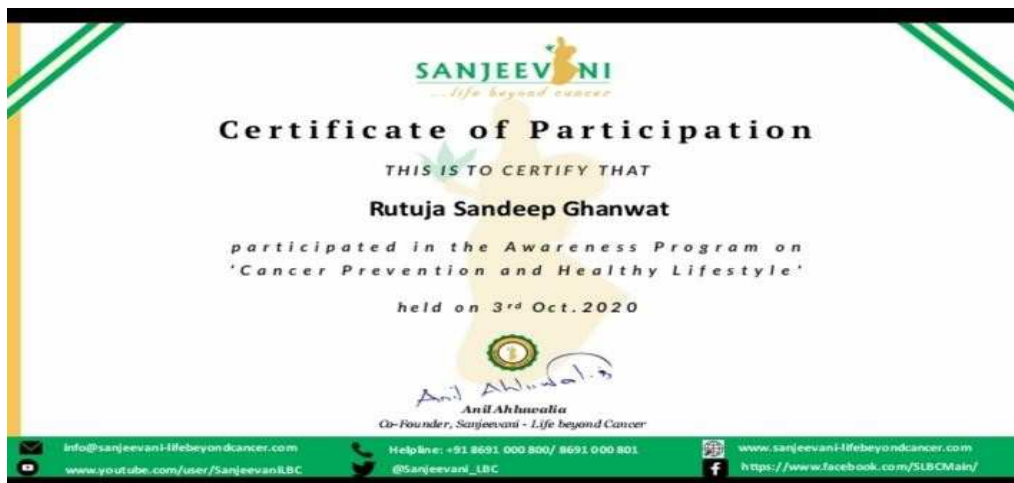 SANJEEVANI
...life beyond cancer
Certificate of Participation
THIS IS TO CERTIFY THAT
Rutuja Sandeep Ghanwat
participated in the Awareness Program on
'Cancer Prevention and Healthy Lifestyle'
held on 3rd Oct.2020
Anil Ahluwalia
Anil Ahluwalia
Co-Founder, Sanjeevani - Life beyond Cancer
info@sanjeevani-lifebeyondcancer.com
Helpline: +91 8691 000 800/ 8691 000 801
www.sanjeevani-lifebeyondcancer.com
www.youtube.com/user/SanjeevaniLBC
@Sanjeevani_LBC
https://www.facebook.com/SLBCMain/